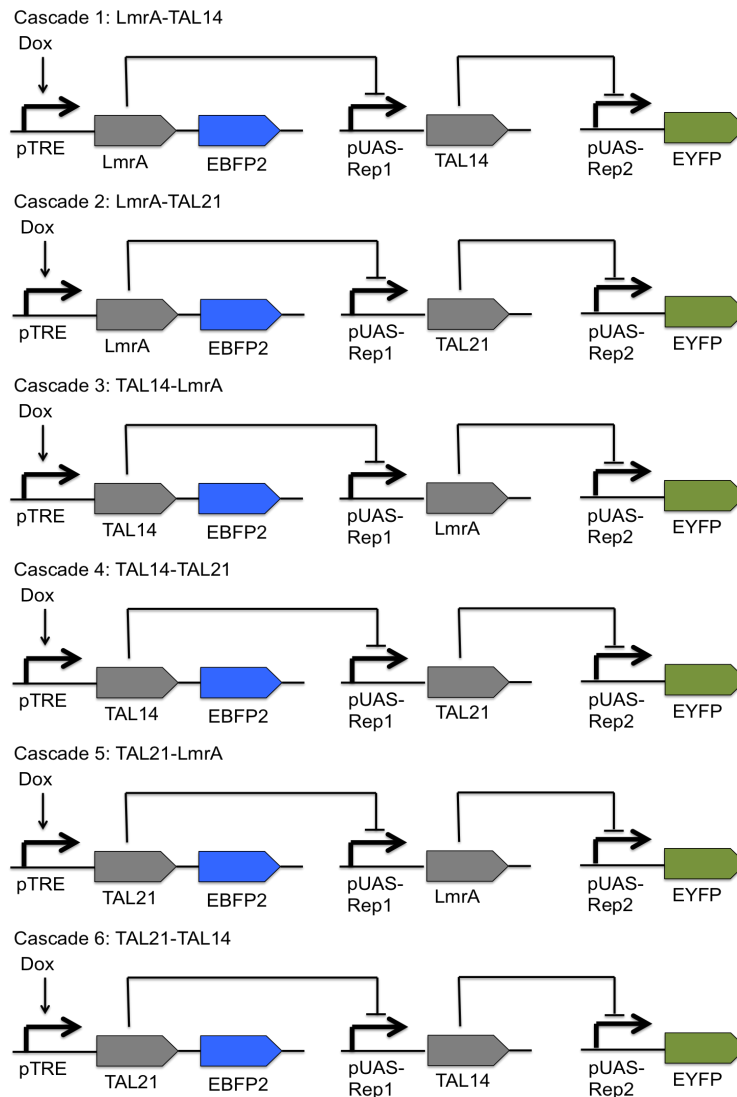 Cascade 1: LmrA-TAL14
Dox
pTRE
LmrA
EBFP2
pUAS-
Rep1
TAL14
pUAS-
Rep2
EYFP
Cascade 2: LmrA-TAL21
Dox
pTRE
LmrA
EBFP2
pUAS-
Rep1
TAL21
pUAS-
Rep2
EYFP
Cascade 3: TAL14-LmrA
Dox
pTRE
TAL14
EBFP2
pUAS-
Rep1
LmrA
pUAS-
Rep2
EYFP
Cascade 4: TAL14-TAL21
Dox
pTRE
TAL14
EBFP2
pUAS-
Rep1
TAL21
pUAS-
Rep2
EYFP
Cascade 5: TAL21-LmrA
Dox
pTRE
TAL21
EBFP2
pUAS-
Rep1
LmrA
pUAS-
Rep2
EYFP
Cascade 6: TAL21-TAL14
Dox
pTRE
TAL21
EBFP2
pUAS-
Rep1
TAL14
pUAS-
Rep2
EYFP